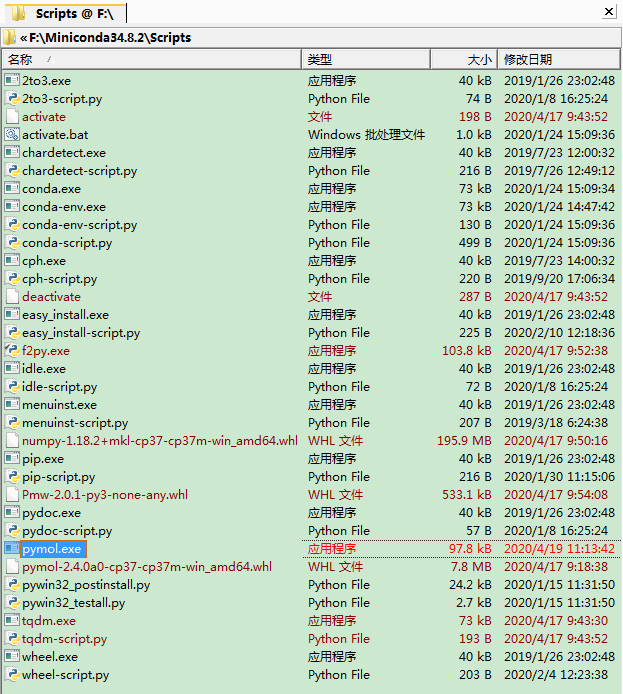 Scripts @ F:\
« F:\Miniconda34.8.2\Scripts
名称 类型 大小 修改日期
2to3.exe 应用程序 40 kB 2019/1/26 23:02:48
2to3-script.py Python File 74 B 2020/1/8 16:25:24
activate 文件 198 B 2020/4/17 9:43:52
activate.bat Windows 批处理文件 1.0 kB 2020/1/24 15:09:36
chardetect.exe 应用程序 40 kB 2019/7/23 12:00:32
chardetect-script.py Python File 216 B 2019/7/26 12:49:12
conda.exe 应用程序 73 kB 2020/1/24 15:09:34
conda-env.exe 应用程序 73 kB 2020/1/24 14:47:42
conda-env-script.py Python File 130 B 2020/1/24 15:09:36
conda-script.py Python File 499 B 2020/1/24 15:09:36
cph.exe 应用程序 40 kB 2019/7/23 14:00:32
cph-script.py Python File 220 B 2019/9/20 17:06:34
deactivate 文件 287 B 2020/4/17 9:43:52
easy_install.exe 应用程序 40 kB 2019/1/26 23:02:48
easy_install-script.py Python File 225 B 2020/2/10 12:18:36
f2py.exe 应用程序 103.8 kB 2020/4/17 9:52:38
idle.exe 应用程序 40 kB 2019/1/26 23:02:48
idle-script.py Python File 72 B 2020/1/8 16:25:24
menuinst.exe 应用程序 40 kB 2019/1/26 23:02:48
menuinst-script.py Python File 207 B 2019/3/18 6:24:38
numpy-1.18.2+mkl-cp37-cp37m-win_amd64.whl WHL 文件 195.9 MB 2020/4/17 9:50:16
pip.exe 应用程序 40 kB 2019/1/26 23:02:48
pip-script.py Python File 216 B 2020/1/30 11:15:06
Pmw-2.0.1-py3-none-any.whl WHL 文件 533.1 kB 2020/4/17 9:54:08
pydoc.exe 应用程序 40 kB 2019/1/26 23:02:48
pydoc-script.py Python File 57 B 2020/1/8 16:25:24
pymol.exe 应用程序 97.8 kB 2020/4/19 11:13:42
pymol-2.4.0a0-cp37-cp37m-win_amd64.whl WHL 文件 7.8 MB 2020/4/17 9:18:38
pywin32_postinstall.py Python File 24.2 kB 2020/1/15 11:31:50
pywin32_testall.py Python File 2.7 kB 2020/1/15 11:31:50
tqdm.exe 应用程序 73 kB 2020/4/17 9:43:30
tqdm-script.py Python File 193 B 2020/4/17 9:43:52
wheel.exe 应用程序 40 kB 2019/1/26 23:02:48
wheel-script.py Python File 203 B 2020/2/4 12:23:38